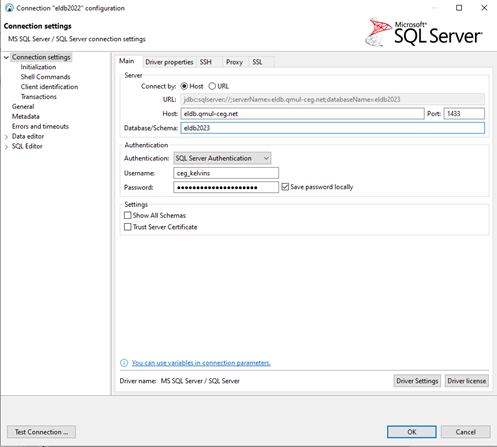 Connection "eldb2022" configuration
Connection settings
MS SQL Server / SQL Server connection settings
Microsoft®
SQL Server®
Connection settings
Initialization
Shell Commands
Client identification
Transactions
General
Metadata
Errors and timeouts
Data editor
SQL Editor
Main Driver properties SSH Proxy SSL
Server
Connect by: Host URL
URL: jdbc:sqlserver://;serverName=eldb.qmul-ceg.net;databaseName=eldb2023
Host: eldb.qmul-ceg.net Port: 1433
Database/Schema: eldb2023
Authentication
Authentication: SQL Server Authentication
Username: ceg_kelvins
Password: •••••••••••••••••••• Save password locally
Settings
Show All Schemas
Trust Server Certificate
You can use variables in connection parameters.
Driver name: MS SQL Server / SQL Server Driver Settings Driver license
Test Connection ... OK Cancel